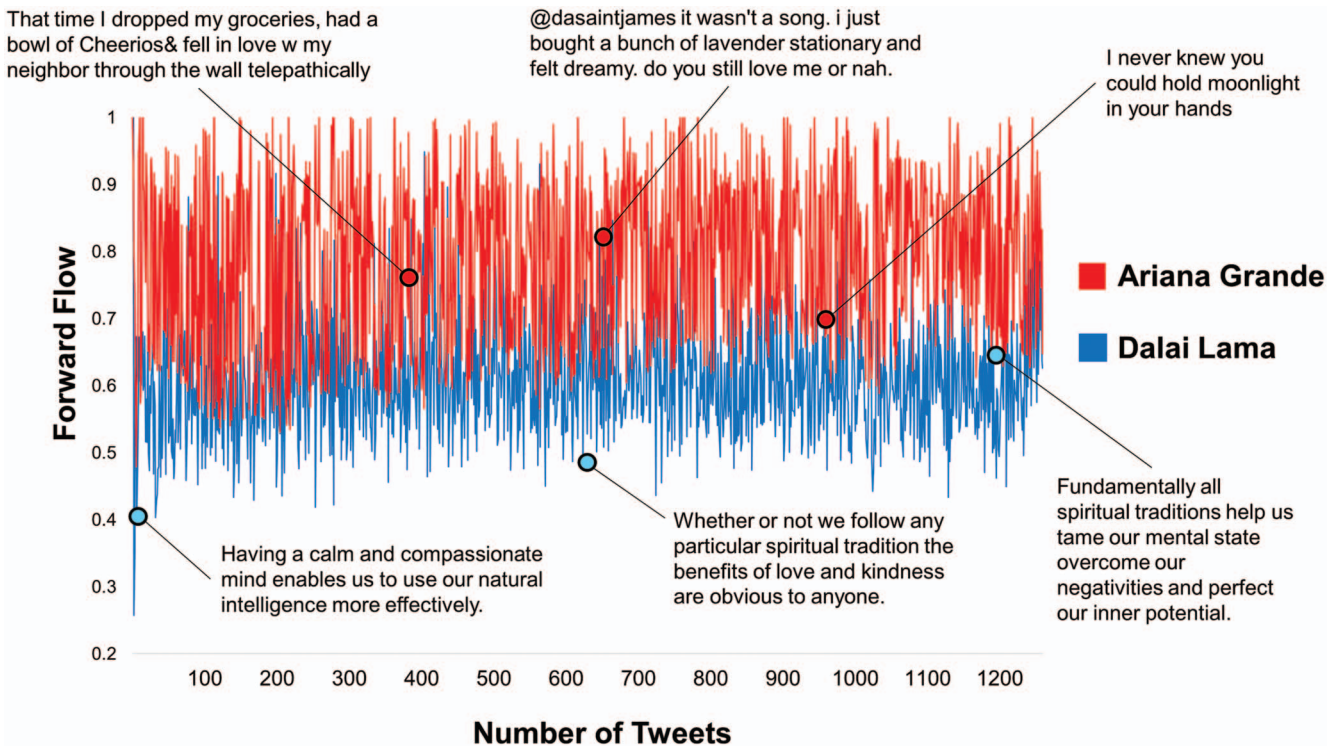 That time I dropped my groceries, had a
bowl of Cheerios& fell in love w my
neighbor through the wall telepathically
@dasaintjames it wasn't a song. i just
bought a bunch of lavender stationary and
felt dreamy. do you still love me or nah.
I never knew you
could hold moonlight
in your hands
1
0.9
0.8
0.7
0.6
0.5
0.4
0.3
0.2
Forward Flow
Ariana Grande
Dalai Lama
Having a calm and compassionate
mind enables us to use our natural
intelligence more effectively.
Whether or not we follow any
particular spiritual tradition the
benefits of love and kindness
are obvious to anyone.
Fundamentally all
spiritual traditions help us
tame our mental state
overcome our
negativities and perfect
our inner potential.
100 200 300 400 500 600 700 800 900 1000 1100 1200
Number of Tweets